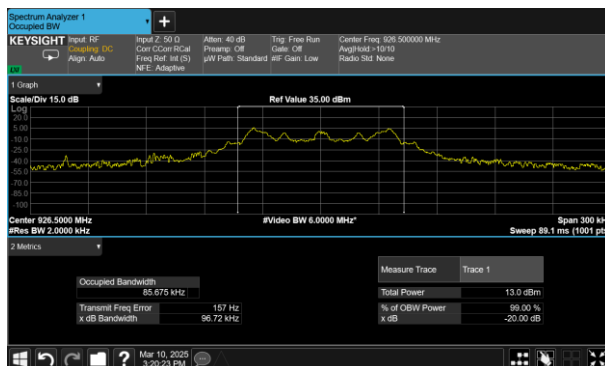 Spectrum Analyzer 1
Occupied BW
KEYSIGHT
Input: RF
Coupling: DC
Align: Auto
Input Z: 50 Ω
Corr CCorr RCal
Freq Ref: Int (S)
NFE: Adaptive
Atten: 40 dB
Preamp: Off
µW Path: Standard
Trig: Free Run
Gate: Off
#IF Gain: Low
Center Freq: 926.500000 MHz
Avg|Hold:>10/10
Radio Std: None
1 Graph
Scale/Div 15.0 dB
Ref Value 35.00 dBm
Log
20.0
5.00
-10.0
-25.0
-40.0
-55.0
-70.0
-85.0
-100
Center 926.5000 MHz
#Video BW 6.0000 MHz*
Span 300 kH
#Res BW 2.0000 kHz
Sweep 89.1 ms (1001 pts
2 Metrics
Measure Trace
Trace 1
Occupied Bandwidth
85.675 kHz
Total Power
13.0 dBm
Transmit Freq Error
157 Hz
% of OBW Power
99.00 %
x dB Bandwidth
96.72 kHz
x dB
-20.00 dB
?
Mar 10, 2025
3:20:23 PM